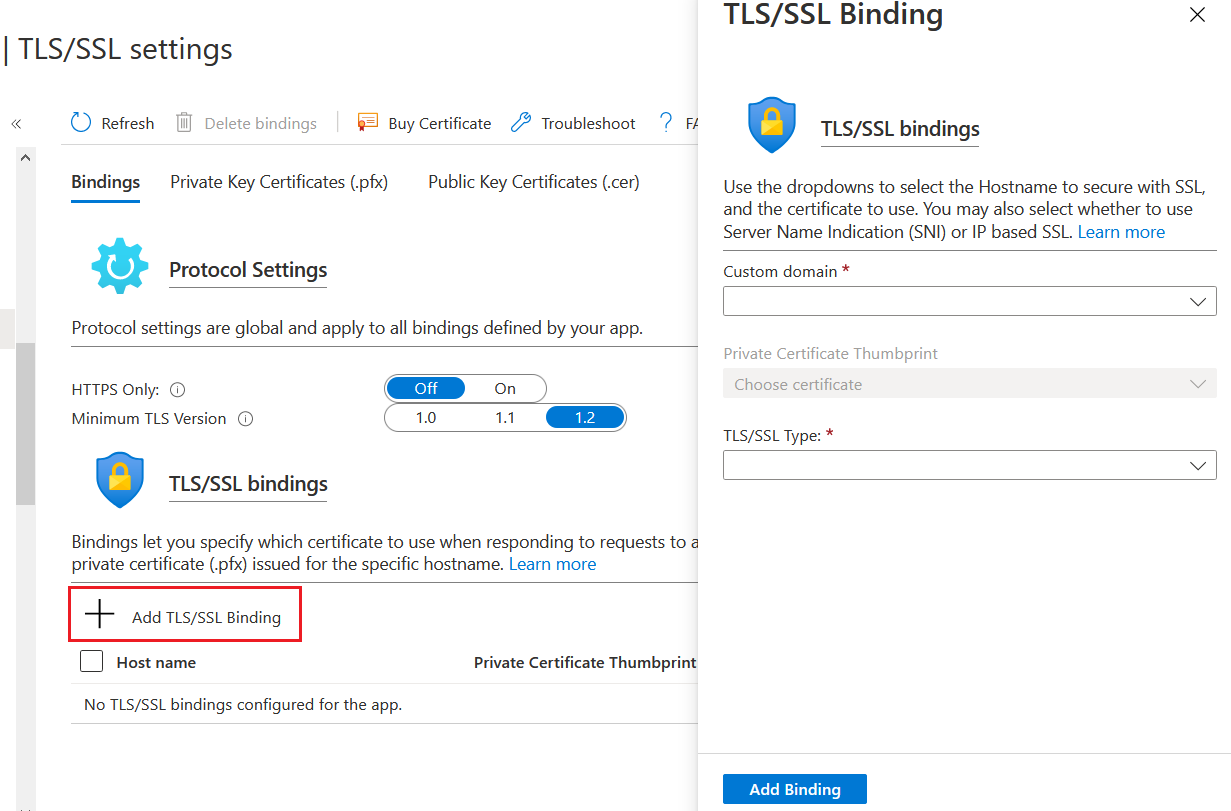 | TLS/SSL settings
«
Refresh
Delete bindings
Buy Certificate
Troubleshoot
? FA
Bindings
Private Key Certificates (.pfx)
Public Key Certificates (.cer)
Protocol Settings
Protocol settings are global and apply to all bindings defined by your app.
HTTPS Only:
Off On
Minimum TLS Version
1.0 1.1 1.2
TLS/SSL bindings
Bindings let you specify which certificate to use when responding to requests to a
private certificate (.pfx) issued for the specific hostname. Learn more
Add TLS/SSL Binding
Host name
Private Certificate Thumbprint
No TLS/SSL bindings configured for the app.
TLS/SSL Binding
TLS/SSL bindings
Use the dropdowns to select the Hostname to secure with SSL,
and the certificate to use. You may also select whether to use
Server Name Indication (SNI) or IP based SSL. Learn more
Custom domain *
Private Certificate Thumbprint
Choose certificate
TLS/SSL Type: *
Add Binding